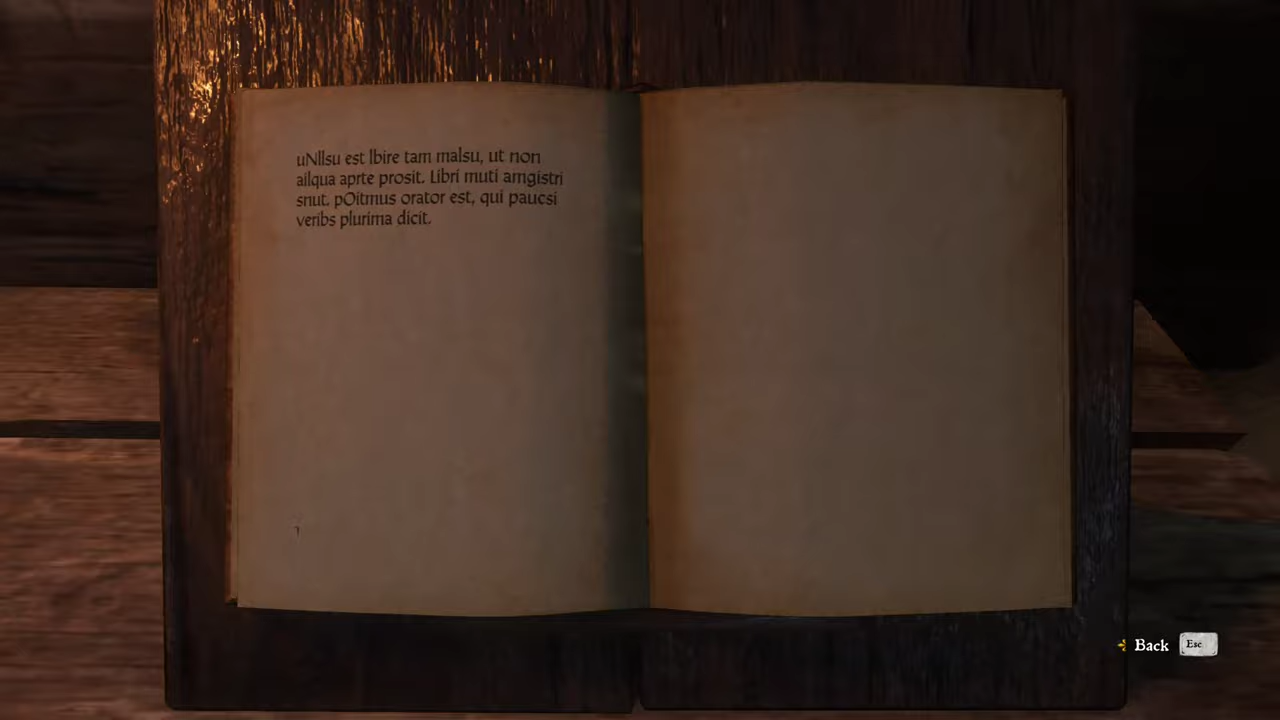 uNllsu est lbire tam malsu, ut non
ailqua aprte prosit. Libri muti amgistri
snut. pOitmus orator est, qui paucsi
veribs plurima dicit.
Back Esc